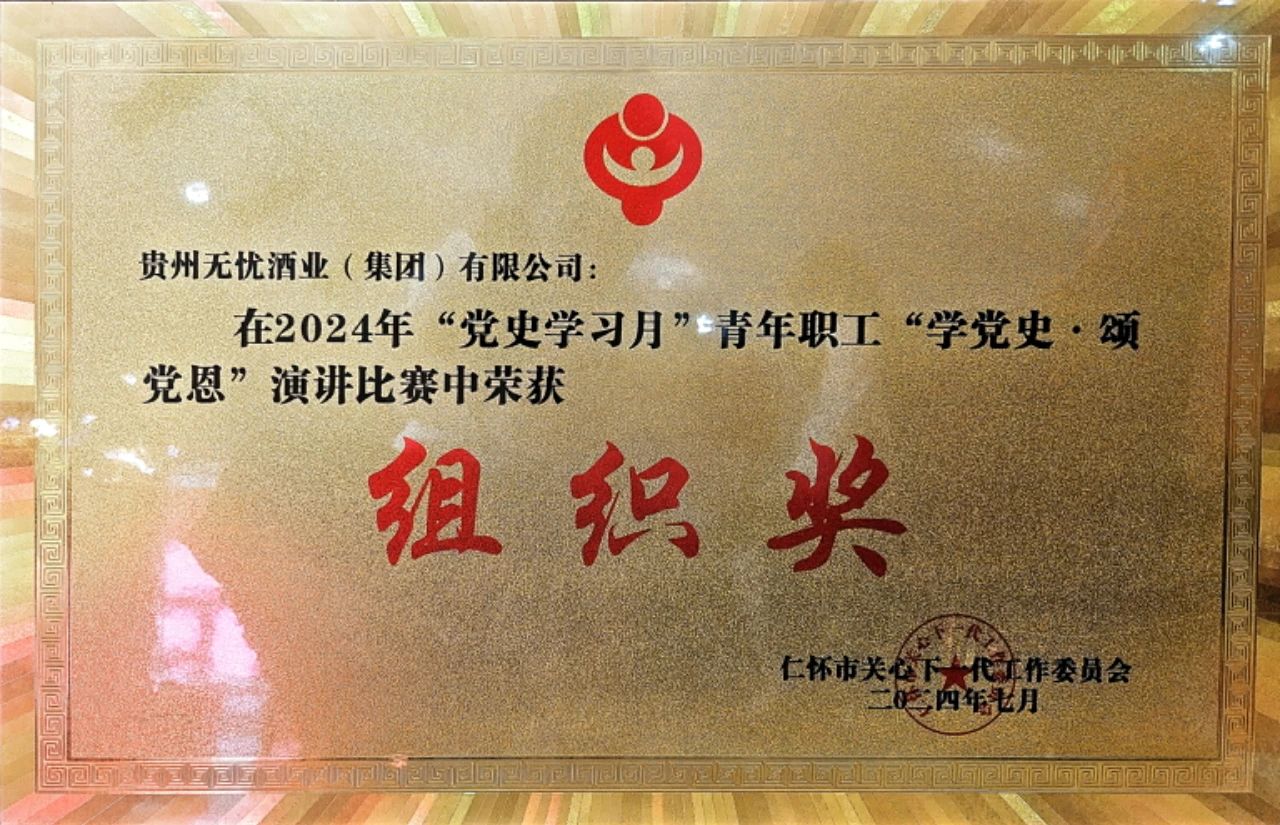 贵州无忧酒业（集团）有限公司：
在2024年“党史学习月”青年职工“学党史·颂
党恩”演讲比赛中荣获
组织奖
仁怀市关心下一代工作委员会
二0二四年七月